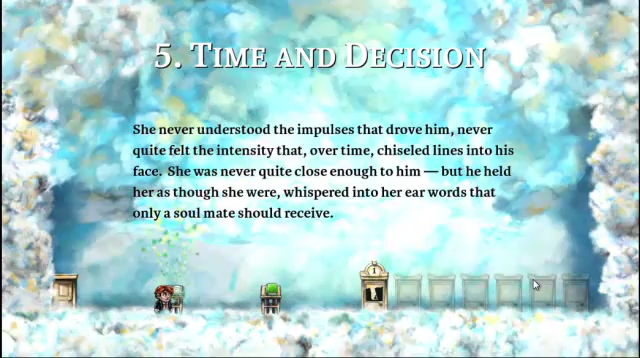 5. Time and Decision
She never understood the impulses that drove him, never
quite felt the intensity that, over time, chiseled lines into his
face.  She was never quite close enough to him — but he held
her as though she were, whispered into her ear words that
only a soul mate should receive.
1